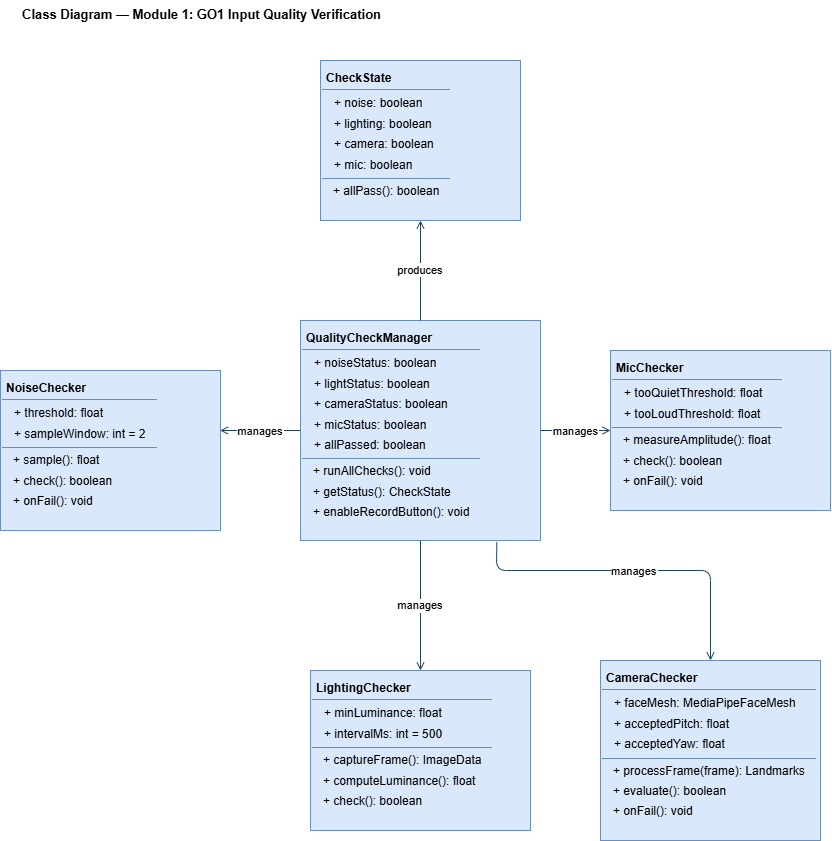 Class Diagram — Module 1: GO1 Input Quality Verification
CheckState
+ noise: boolean
+ lighting: boolean
+ camera: boolean
+ mic: boolean
+ allPass(): boolean
produces
QualityCheckManager
+ noiseStatus: boolean
+ lightStatus: boolean
+ cameraStatus: boolean
+ micStatus: boolean
+ allPassed: boolean
+ runAllChecks(): void
+ getStatus(): CheckState
+ enableRecordButton(): void
NoiseChecker
+ threshold: float
+ sampleWindow: int = 2
+ sample(): float
+ check(): boolean
+ onFail(): void
manages
manages
MicChecker
+ tooQuietThreshold: float
+ tooLoudThreshold: float
+ measureAmplitude(): float
+ check(): boolean
+ onFail(): void
manages
manages
LightingChecker
+ minLuminance: float
+ intervalMs: int = 500
+ captureFrame(): ImageData
+ computeLuminance(): float
+ check(): boolean
CameraChecker
+ faceMesh: MediaPipeFaceMesh
+ acceptedPitch: float
+ acceptedYaw: float
+ processFrame(frame): Landmarks
+ evaluate(): boolean
+ onFail(): void